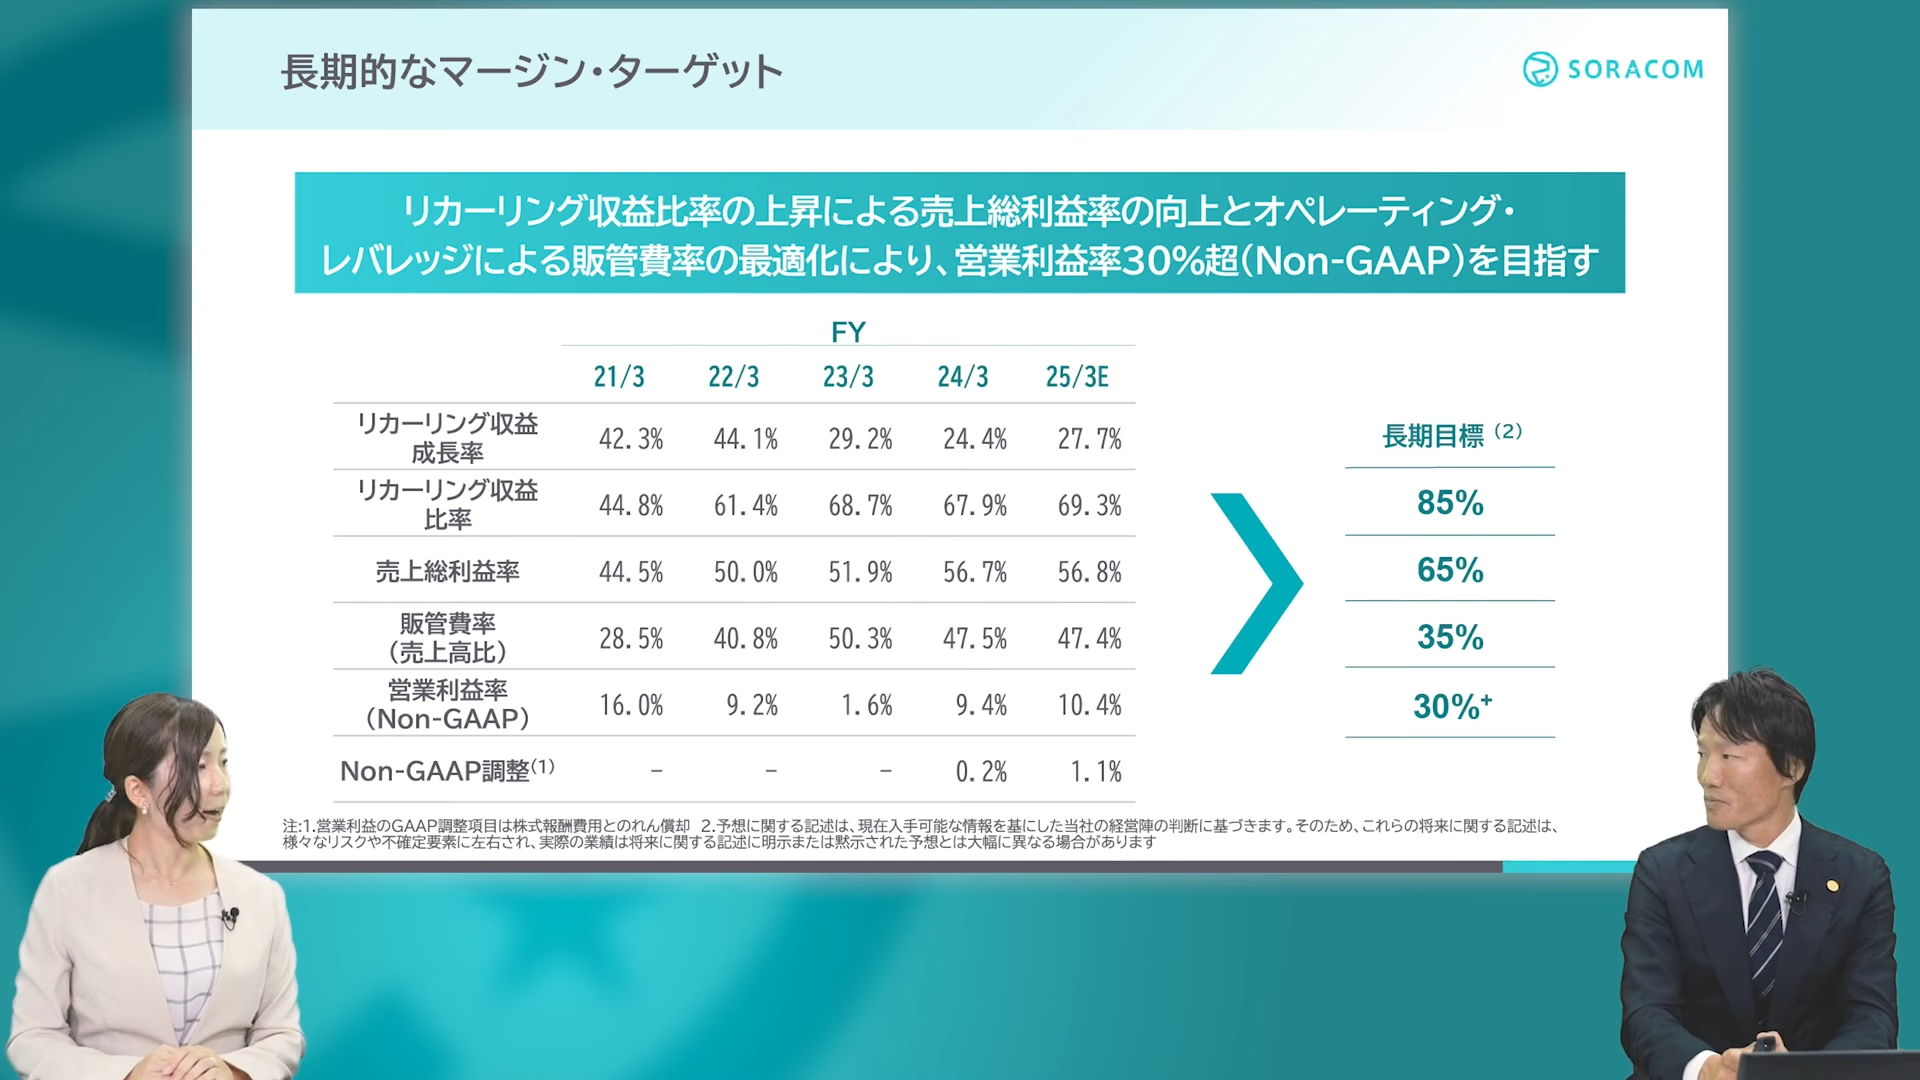 長期的なマージン・ターゲット
SORACOM
リカーリング収益比率の上昇による売上総利益率の向上とオペレーティング・
レバレッジによる販管費率の最適化により、営業利益率30%超(Non-GAAP)を目指す
FY
21/3 22/3 23/3 24/3 25/3E
リカーリング収益
成長率
42.3% 44.1% 29.2% 24.4% 27.7%
リカーリング収益
比率
44.8% 61.4% 68.7% 67.9% 69.3%
売上総利益率 44.5% 50.0% 51.9% 56.7% 56.8%
販管費率
(売上高比)
28.5% 40.8% 50.3% 47.5% 47.4%
営業利益率
(Non-GAAP)
16.0% 9.2% 1.6% 9.4% 10.4%
Non-GAAP調整(1) – – – 0.2% 1.1%
長期目標 (2)
85%
65%
35%
30%+
注:1.営業利益のGAAP調整項目は株式報酬費用とのれん償却 2.予想に関する記述は、現在入手可能な情報を基にした当社の経営陣の判断に基づきます。そのため、これらの将来に関する記述は、
様々なリスクや不確定要素に左右され、実際の業績は将来に関する記述に明示または黙示された予想とは大幅に異なる場合があります